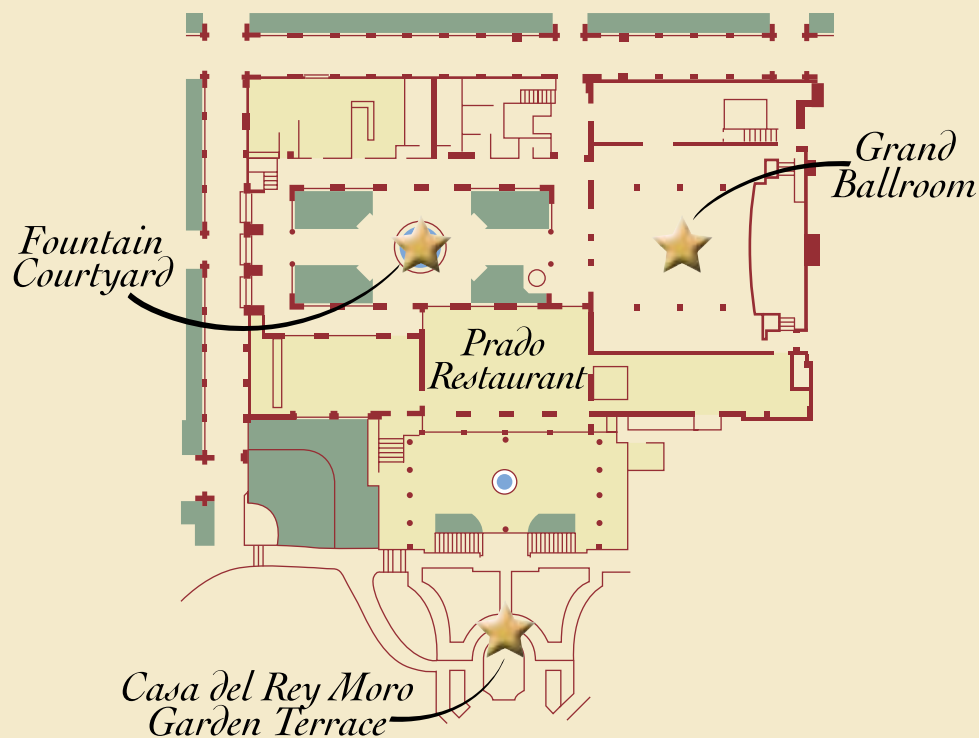 Grand
Ballroom
Fountain
Courtyard
Prado
Restaurant
Casa del Rey Moro
Garden Terrace